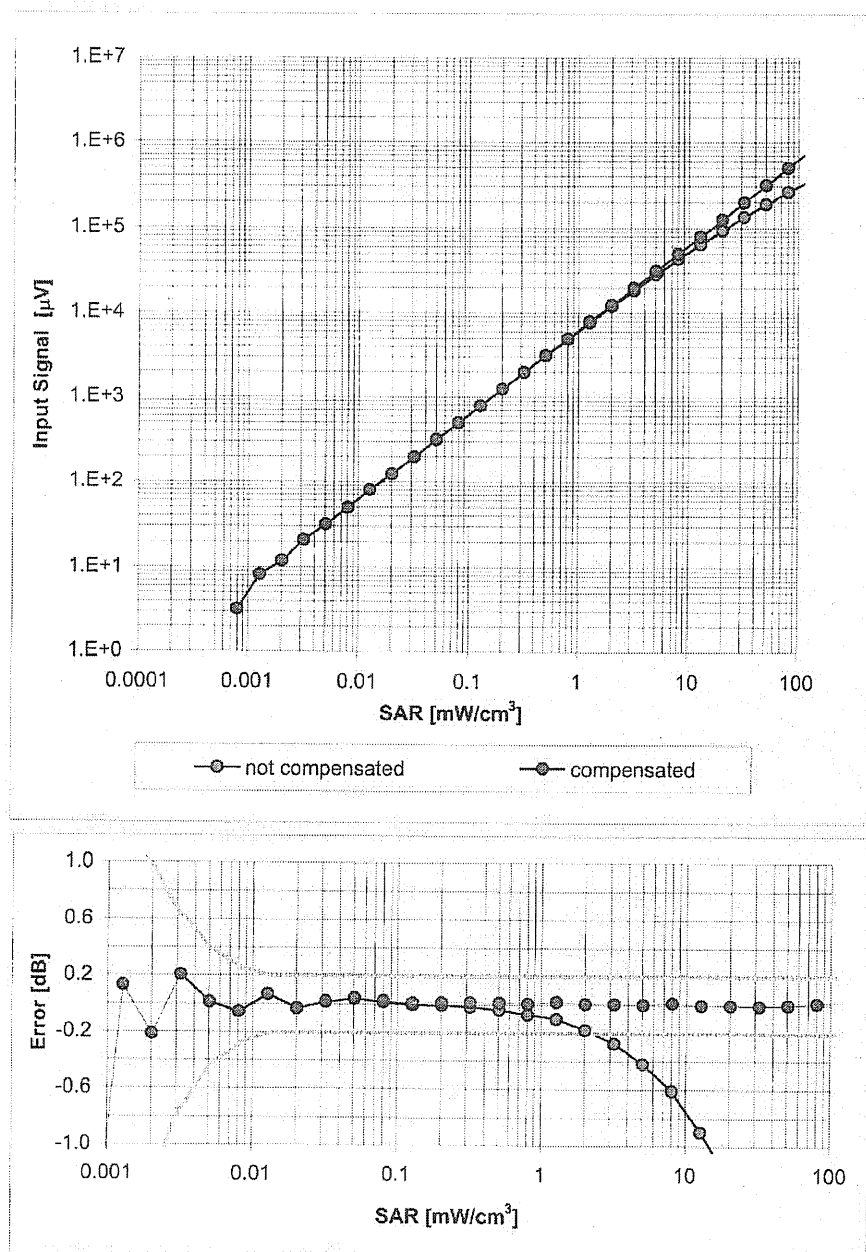 1.E+7
1.E+6
1.E+5
1.E+4
1.E+3
1.E+2
1.E+1
1.E+0
Input Signal [µV]
0.0001 0.001 0.01 0.1 1 10 100
SAR [mW/cm³]
not compensated compensated
1.0
0.6
0.2
-0.2
-0.6
-1.0
Error [dB]
0.001 0.01 0.1 1 10 100
SAR [mW/cm³]